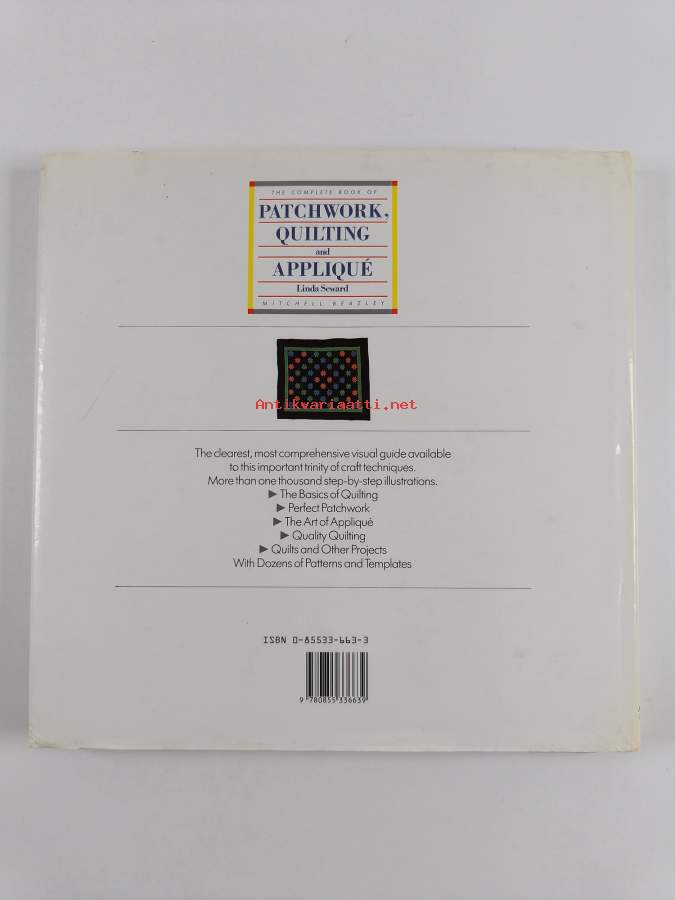 THE COMPLETE BOOK OF
PATCHWORK,
QUILTING
and
APPLIQUÉ
Linda Seward
MITCHELL BEAZLEY
Antikvariaatti.net
The clearest, most comprehensive visual guide available
to this important trinity of craft techniques.
More than one thousand step-by-step illustrations.
▶ The Basics of Quilting
▶ Perfect Patchwork
▶ The Art of Appliqué
▶ Quality Quilting
▶ Quilts and Other Projects
With Dozens of Patterns and Templates
ISBN 0-85533-663-3
9 780855 336639